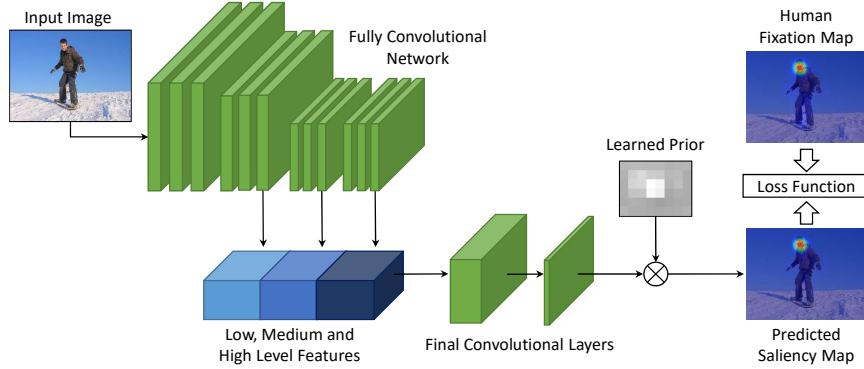 Input Image
Fully Convolutional
Network
Human
Fixation Map
Learned Prior
Loss Function
Low, Medium and
High Level Features
Final Convolutional Layers
Predicted
Saliency Map